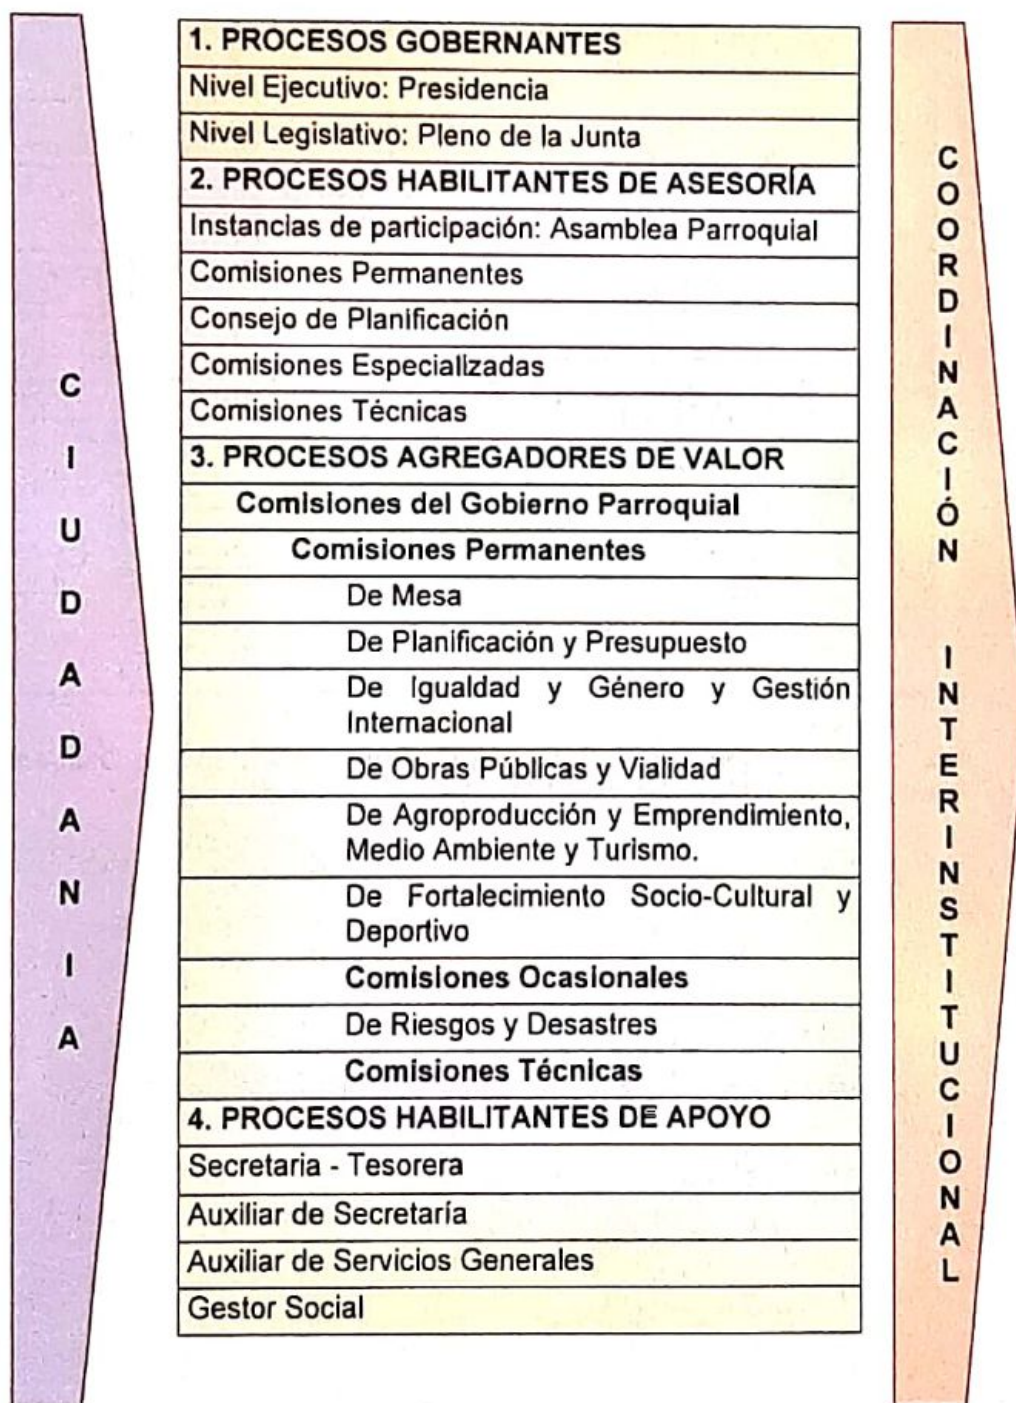 CIUDADANIA
1. PROCESOS GOBERNANTES
Nivel Ejecutivo: Presidencia
Nivel Legislativo: Pleno de la Junta
2. PROCESOS HABILITANTES DE ASESORÍA
Instancias de participación: Asamblea Parroquial
Comisiones Permanentes
Consejo de Planificación
Comisiones Especializadas
Comisiones Técnicas
3. PROCESOS AGREGADORES DE VALOR
Comisiones del Gobierno Parroquial
Comisiones Permanentes
De Mesa
De Planificación y Presupuesto
De Igualdad y Género y Gestión
Internacional
De Obras Públicas y Vialidad
De Agroproducción y Emprendimiento,
Medio Ambiente y Turismo.
De Fortalecimiento Socio-Cultural y
Deportivo
Comisiones Ocasionales
De Riesgos y Desastres
Comisiones Técnicas
4. PROCESOS HABILITANTES DE APOYO
Secretaria - Tesorera
Auxiliar de Secretaría
Auxiliar de Servicios Generales
Gestor Social
COORDINACIÓN INTERINSTITUCIONAL